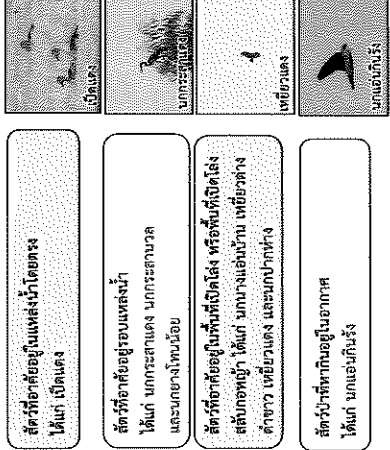 สัตว์ที่อาศัยอยู่ในแหล่งน้ำโดยตรง
ได้แก่ เป็ดแดง
เป็ดแดง
สัตว์ที่อาศัยอยู่รอบแหล่งน้ำ
ได้แก่ นกกระสาแดง นกกระสานวล
และนกยางโทนน้อย
นกกระสาแดง
สัตว์ที่อาศัยอยู่ในพื้นที่เปิดโล่ง หรือพื้นที่เปิดโล่ง
สลับกอหญ้า ได้แก่ นกนางแอ่นบ้าน เหยี่ยวด่าง
ดำขาว เหยี่ยวแดง และนกปากห่าง
เหยี่ยวแดง
สัตว์ป่าที่หากินอยู่ในอากาศ
ได้แก่ นกแอ่นกินรัง
นกแอ่นกินรัง